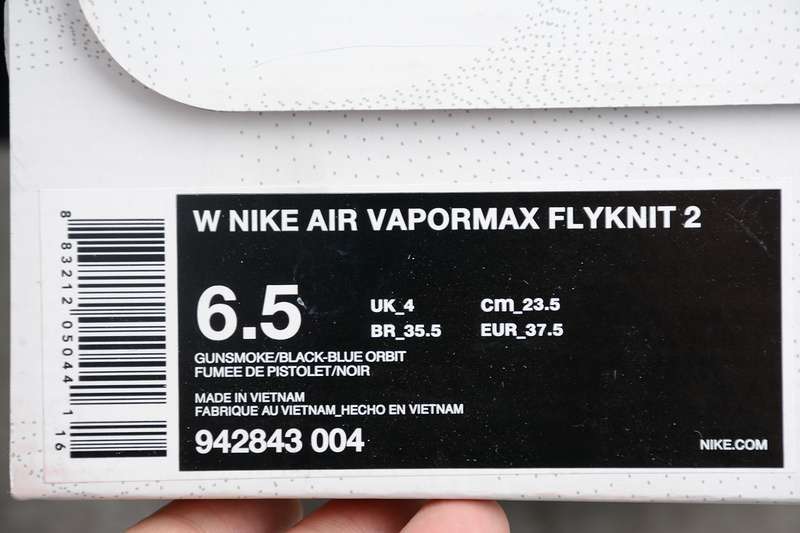 W NIKE AIR VAPORMAX FLYKNIT 2
6.5
UK_4
cm_23.5
BR_35.5
EUR_37.5
GUNSMOKE/BLACK-BLUE ORBIT
FUMEE DE PISTOLET/NOIR
MADE IN VIETNAM
FABRIQUE AU VIETNAM_HECHO EN VIETNAM
942843 004
NIKE.COM
8 83212 05044 1 16